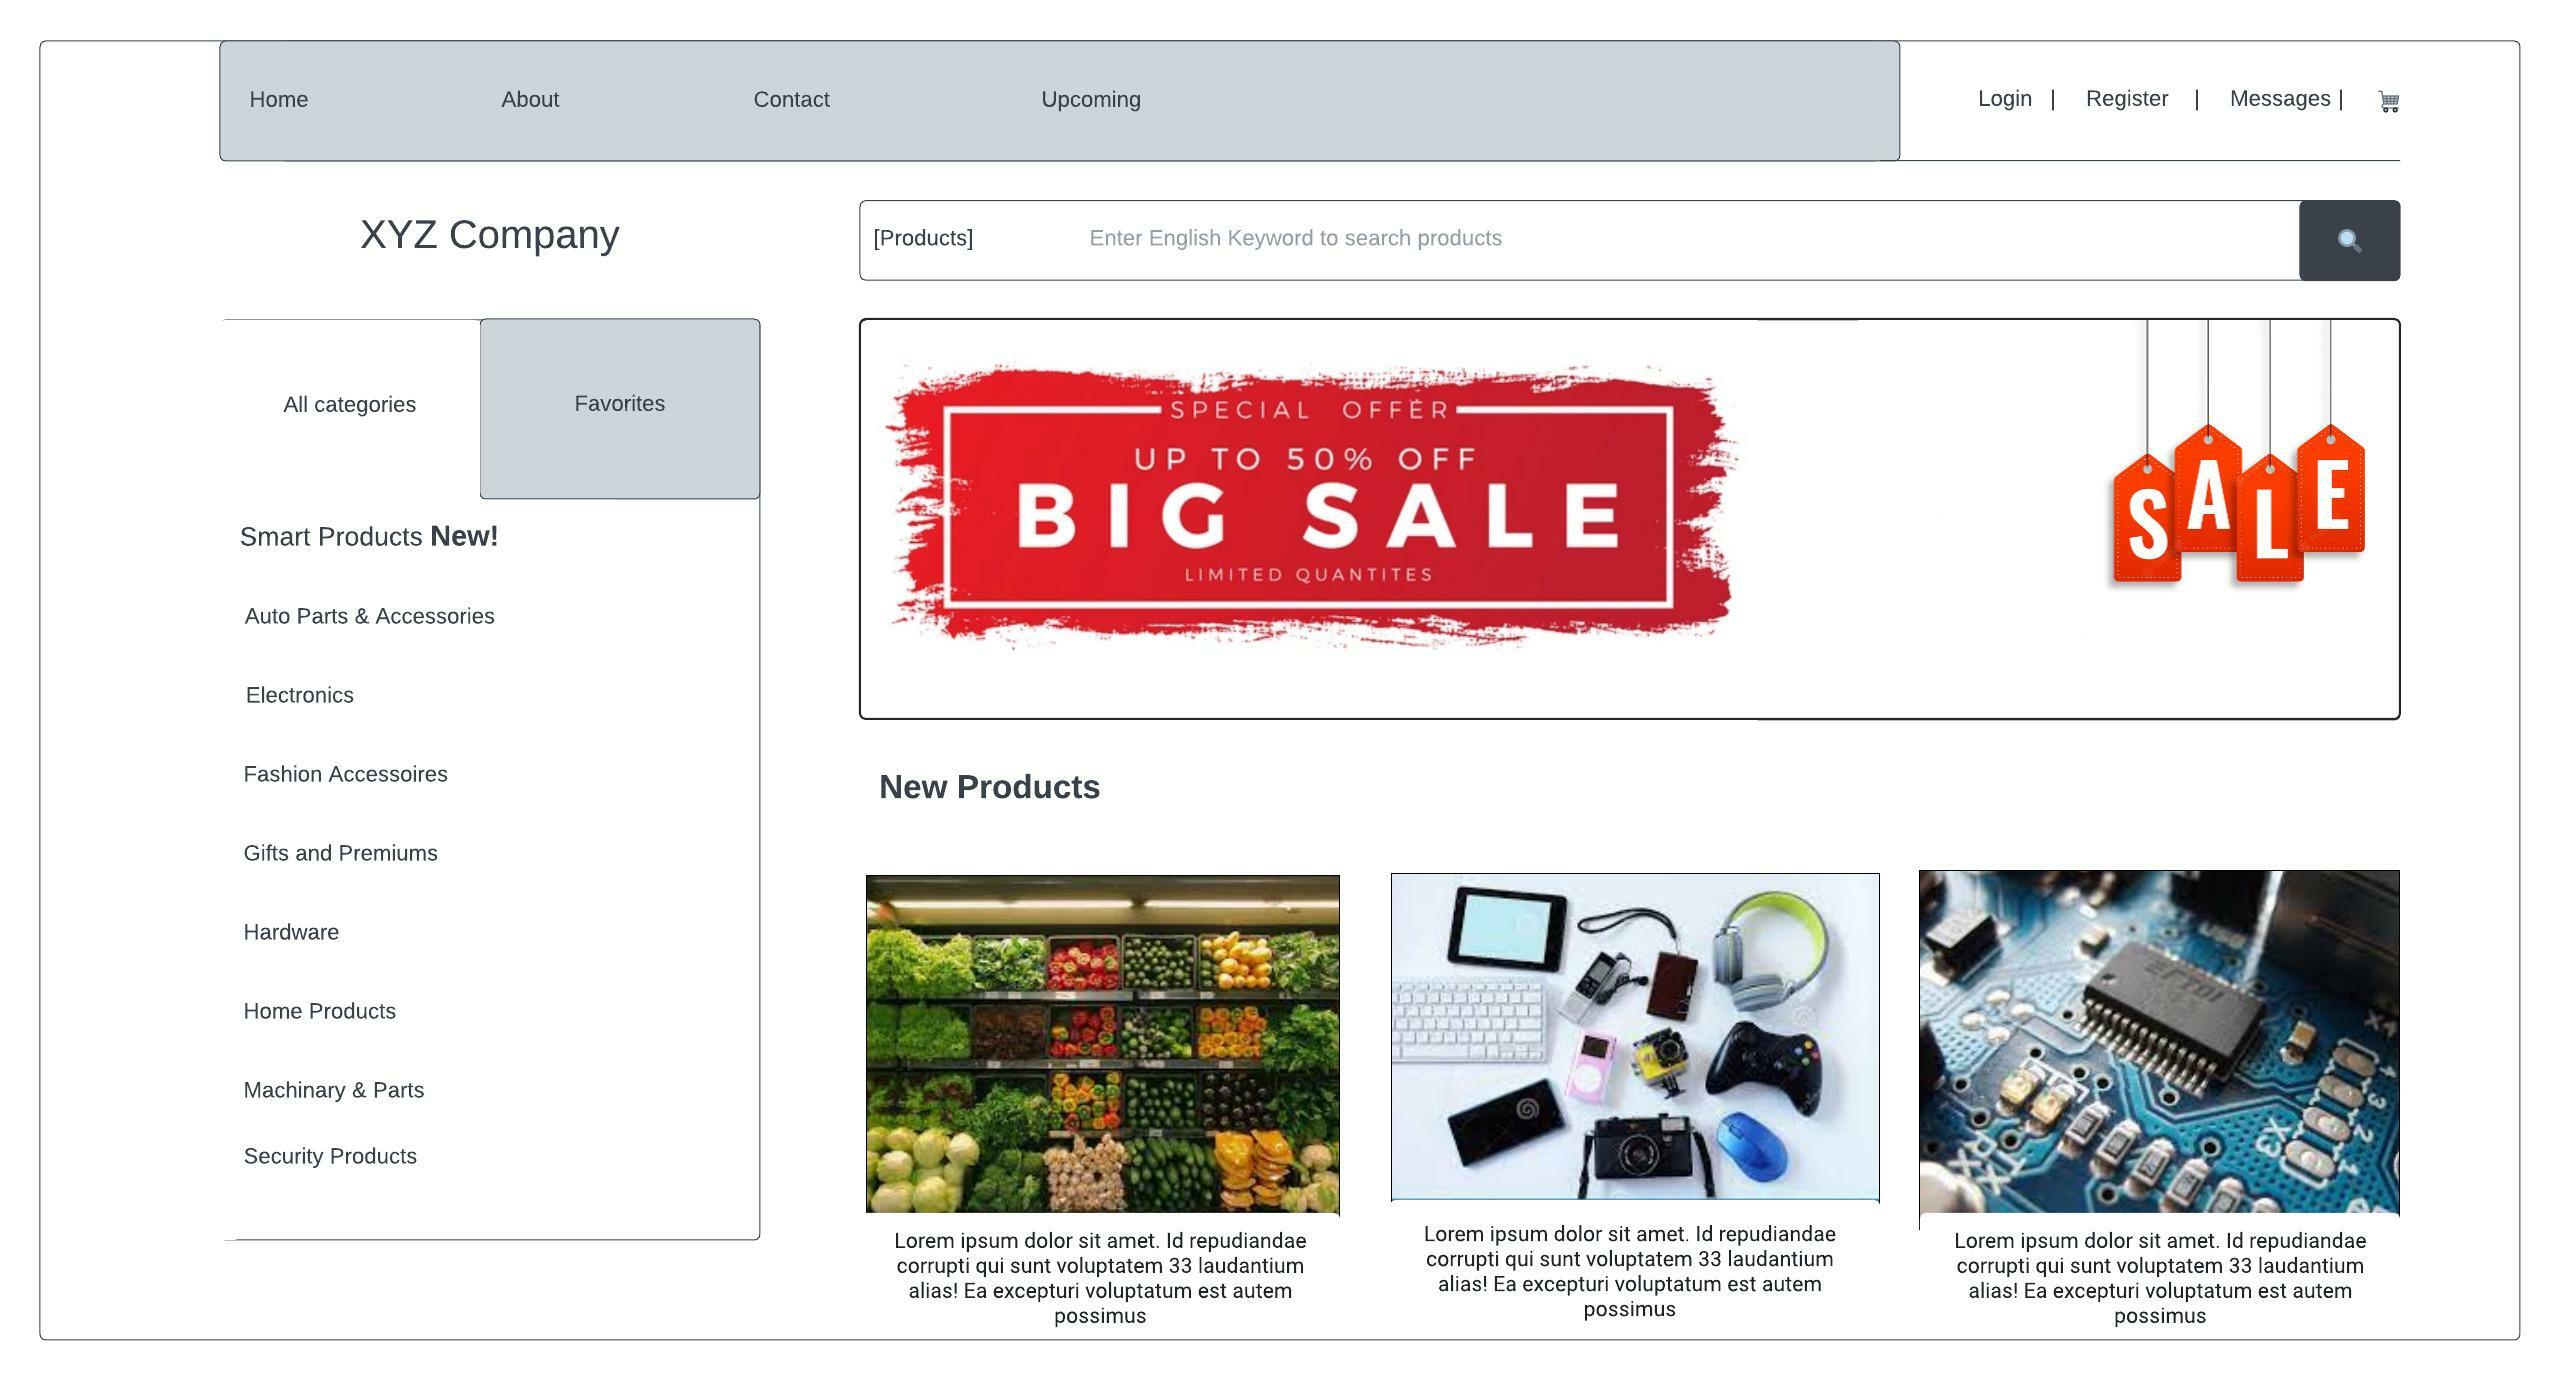 Home About Contact Upcoming
Login | Register | Messages |
XYZ Company
[Products] Enter English Keyword to search products
All categories
Favorites
Smart Products New!
Auto Parts & Accessories
Electronics
Fashion Accessoires
Gifts and Premiums
Hardware
Home Products
Machinary & Parts
Security Products
SPECIAL OFFER
UP TO 50% OFF
BIG SALE
LIMITED QUANTITES
SALE
New Products
Lorem ipsum dolor sit amet. Id repudiandae
corrupti qui sunt voluptatem 33 laudantium
alias! Ea excepturi voluptatum est autem
possimus
Lorem ipsum dolor sit amet. Id repudiandae
corrupti qui sunt voluptatem 33 laudantium
alias! Ea excepturi voluptatum est autem
possimus
Lorem ipsum dolor sit amet. Id repudiandae
corrupti qui sunt voluptatem 33 laudantium
alias! Ea excepturi voluptatum est autem
possimus